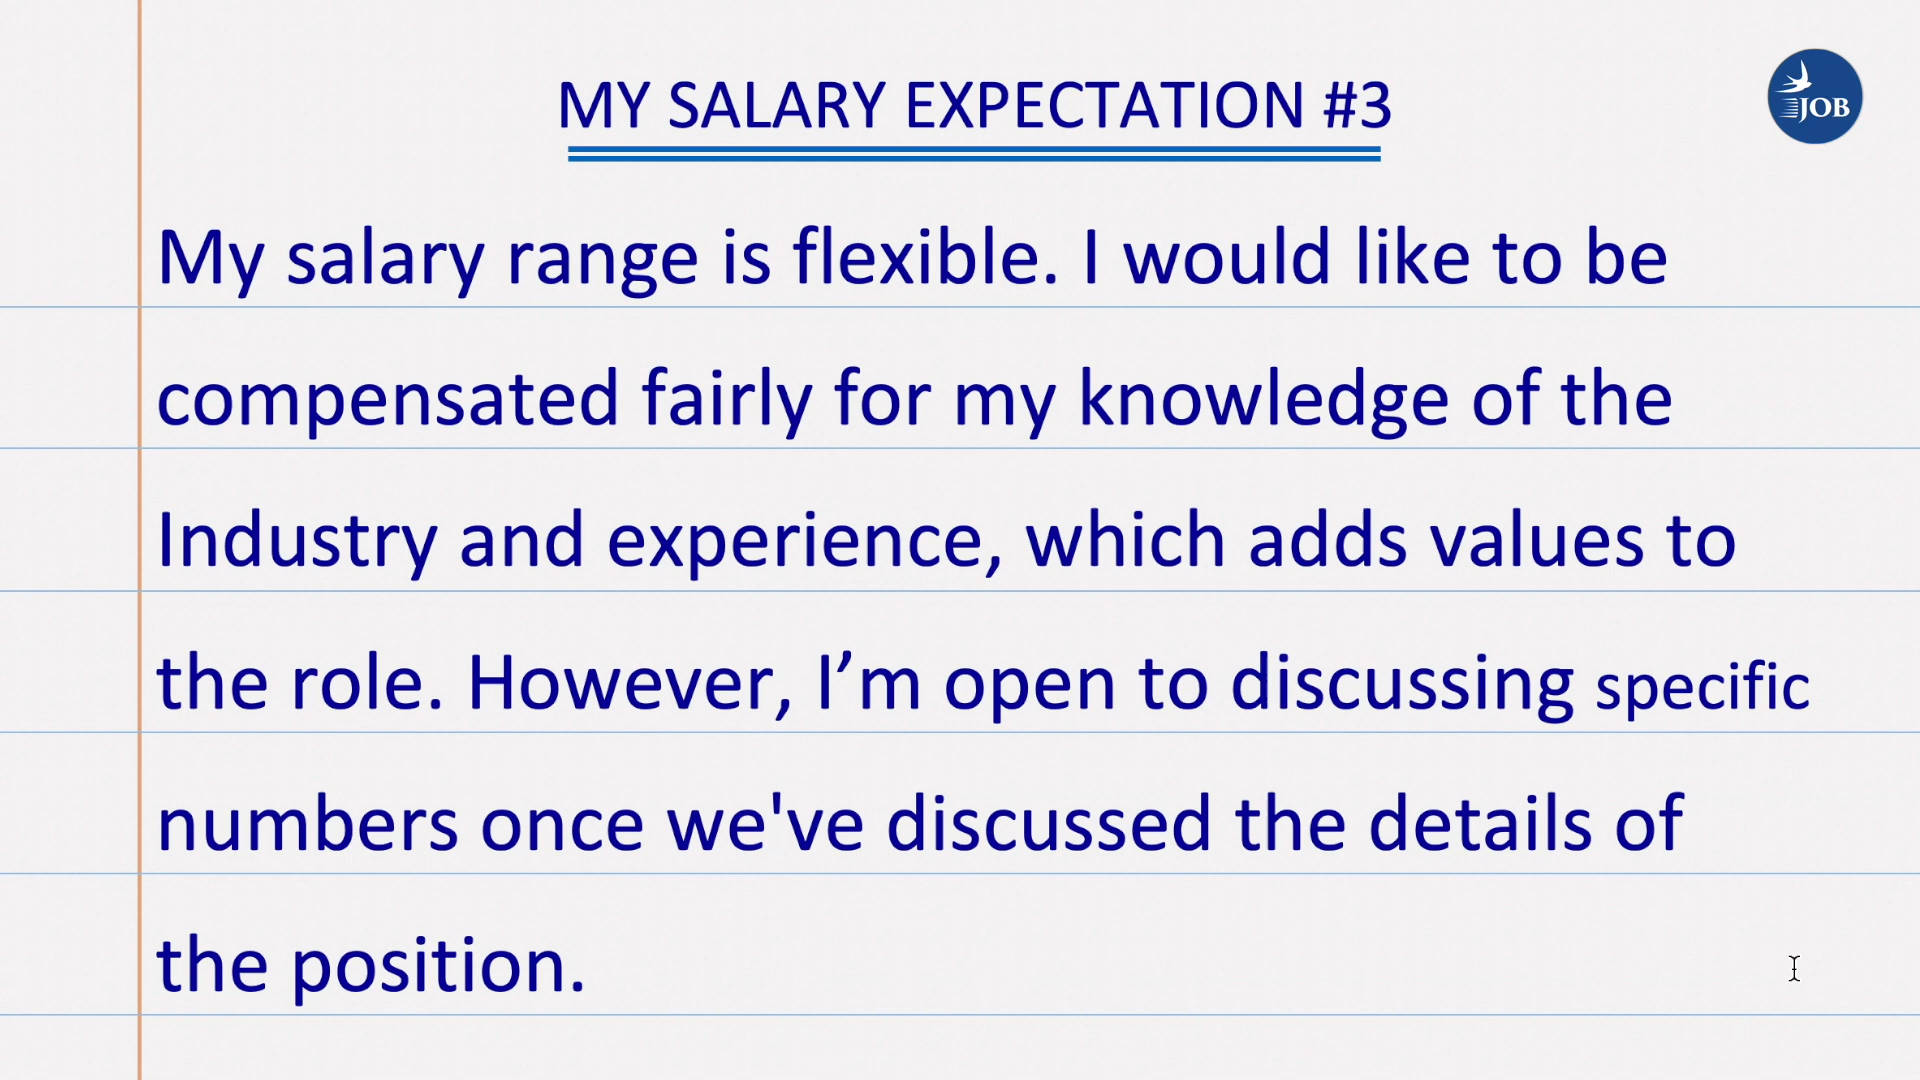 MY SALARY EXPECTATION #3
JOB
My salary range is flexible. I would like to be
compensated fairly for my knowledge of the
Industry and experience, which adds values to
the role. However, I’m open to discussing specific
numbers once we've discussed the details of
the position.